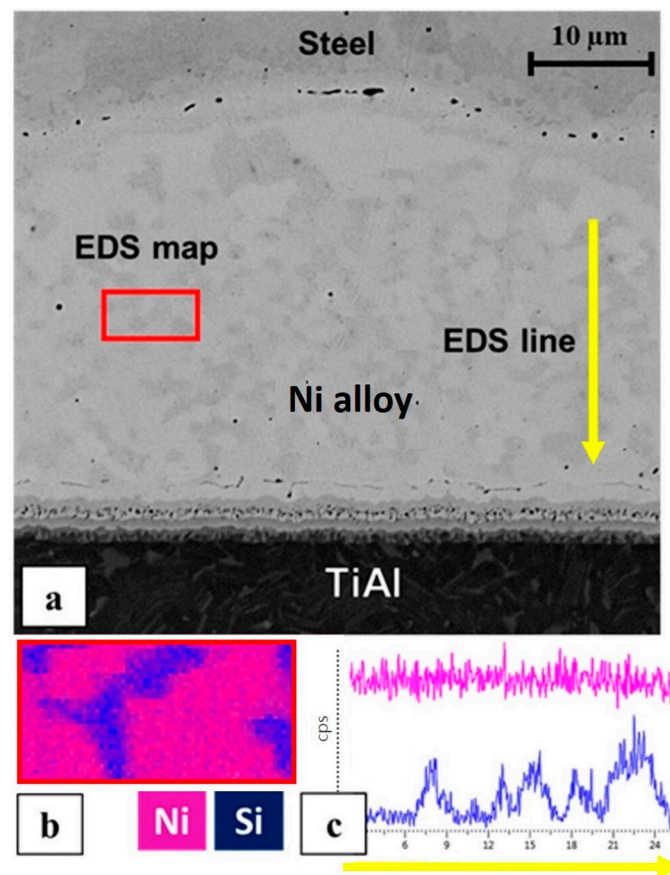 Steel
10 µm
EDS map
EDS line
Ni alloy
TiAl
a
cps
6 9 12 15 18 21 24
b
Ni
Si
c